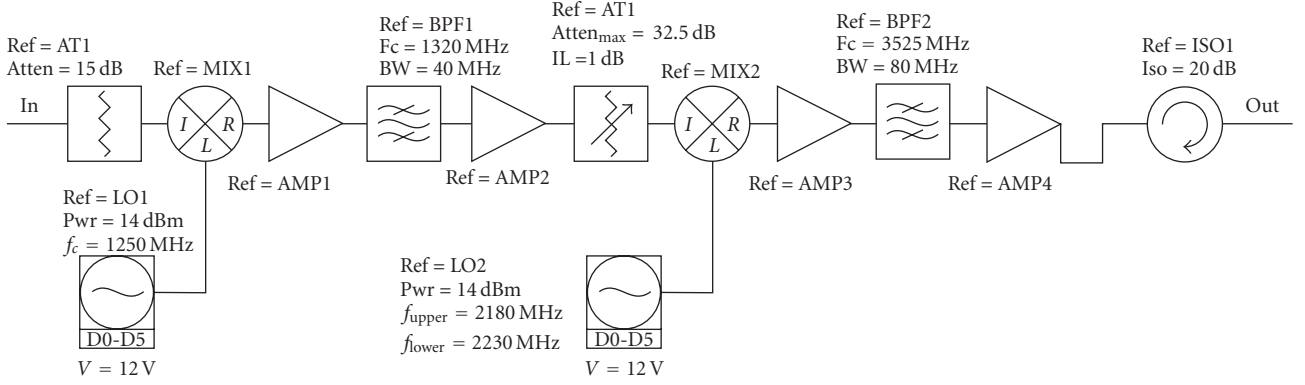 Ref = AT1
Atten = 15 dB
In
Ref = MIX1
I
R
L
Ref = LO1
Pwr = 14 dBm
fc = 1250 MHz
D0-D5
V = 12 V
Ref = AMP1
Ref = BPF1
Fc = 1320 MHz
BW = 40 MHz
Ref = AMP2
Ref = AT1
Attenmax = 32.5 dB
IL =1 dB
Ref = MIX2
I
R
L
Ref = LO2
Pwr = 14 dBm
fupper = 2180 MHz
flower = 2230 MHz
D0-D5
V = 12 V
Ref = AMP3
Ref = BPF2
Fc = 3525 MHz
BW = 80 MHz
Ref = AMP4
Ref = ISO1
Iso = 20 dB
Out